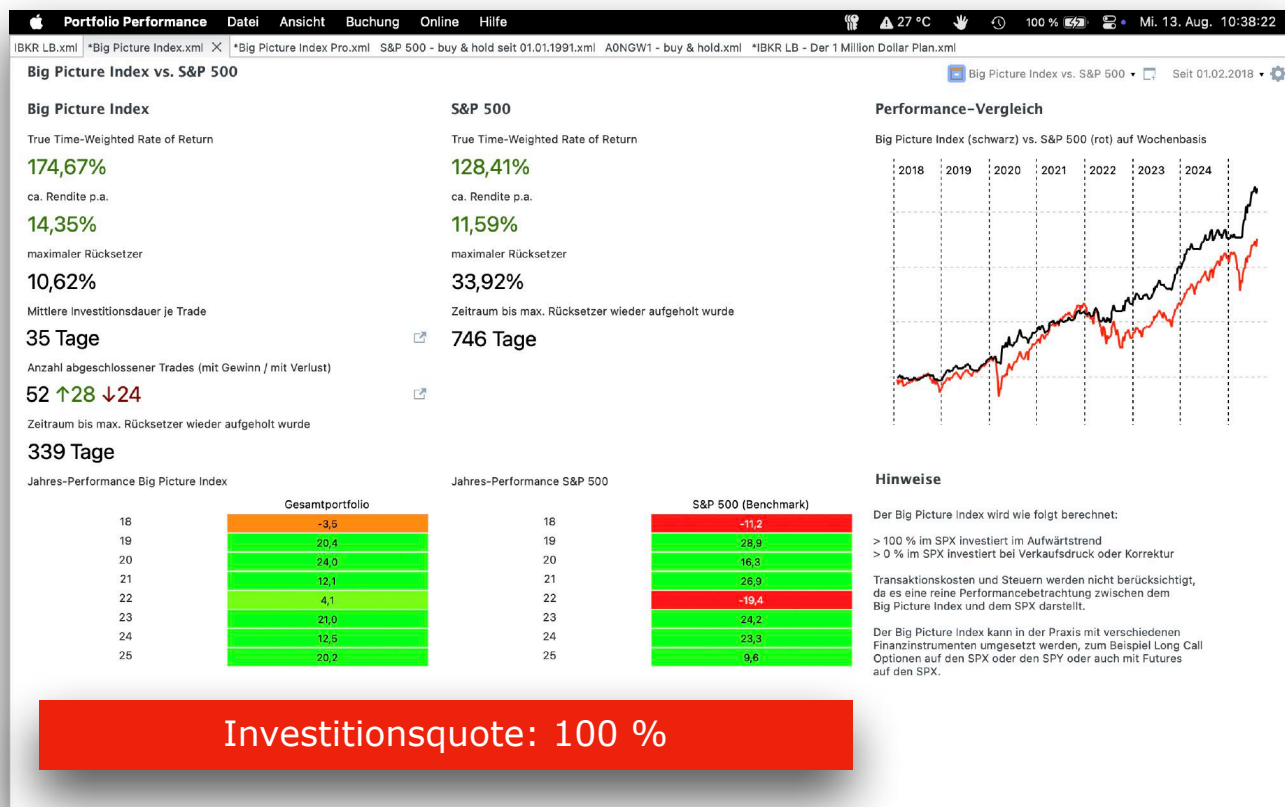 Portfolio Performance Datei Ansicht Buchung Online Hilfe 27 °C 100 % Mi. 13. Aug. 10:38:22
IBKR LB.xml *Big Picture Index.xml *Big Picture Index Pro.xml S&P 500 - buy & hold seit 01.01.1991.xml A0NGW1 - buy & hold.xml *IBKR LB - Der 1 Million Dollar Plan.xml
Big Picture Index vs. S&P 500
Big Picture Index vs. S&P 500 Seit 01.02.2018
Big Picture Index
True Time-Weighted Rate of Return
174,67%
ca. Rendite p.a.
14,35%
maximaler Rücksetzer
10,62%
Mittlere Investitionsdauer je Trade
35 Tage
Anzahl abgeschlossener Trades (mit Gewinn / mit Verlust)
52 ↑28 ↓24
Zeitraum bis max. Rücksetzer wieder aufgeholt wurde
339 Tage
S&P 500
True Time-Weighted Rate of Return
128,41%
ca. Rendite p.a.
11,59%
maximaler Rücksetzer
33,92%
Zeitraum bis max. Rücksetzer wieder aufgeholt wurde
746 Tage
Performance-Vergleich
Big Picture Index (schwarz) vs. S&P 500 (rot) auf Wochenbasis
2018 2019 2020 2021 2022 2023 2024
Jahres-Performance Big Picture Index
Gesamtportfolio
18 -3,5
19 20,4
20 24,0
21 12,1
22 4,1
23 21,0
24 12,5
25 20,2
Jahres-Performance S&P 500
S&P 500 (Benchmark)
18 -11,2
19 28,9
20 16,3
21 26,9
22 -19,4
23 24,2
24 23,3
25 9,6
Hinweise
Der Big Picture Index wird wie folgt berechnet:
> 100 % im SPX investiert im Aufwärtstrend
> 0 % im SPX investiert bei Verkaufsdruck oder Korrektur
Transaktionskosten und Steuern werden nicht berücksichtigt,
da es eine reine Performancebetrachtung zwischen dem
Big Picture Index und dem SPX darstellt.
Der Big Picture Index kann in der Praxis mit verschiedenen
Finanzinstrumenten umgesetzt werden, zum Beispiel Long Call
Optionen auf den SPX oder den SPY oder auch mit Futures
auf den SPX.
Investitionsquote: 100 %